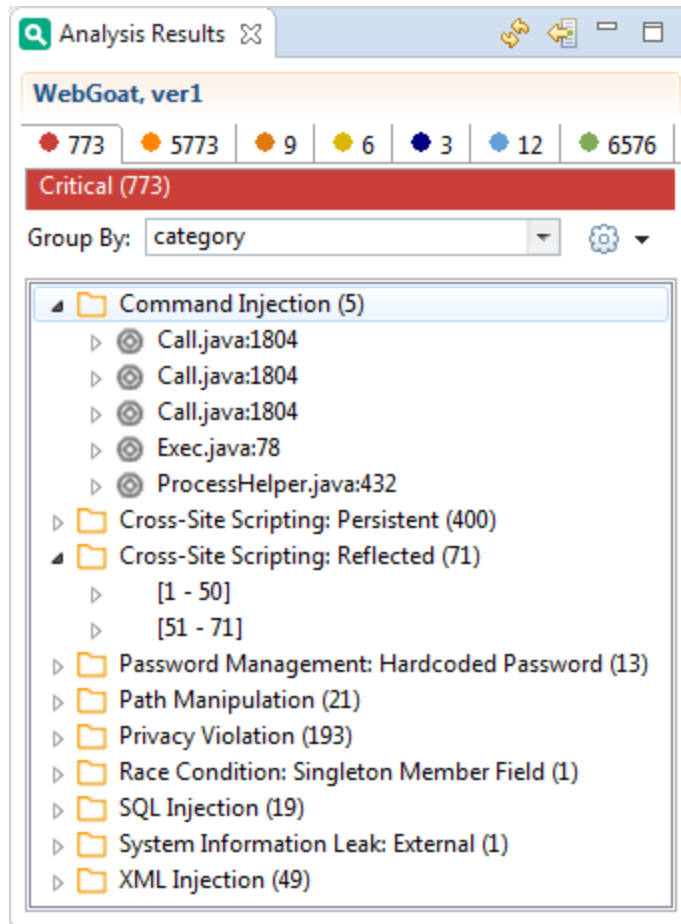 Analysis Results
WebGoat, ver1
773 5773 9 6 3 12 6576
Critical (773)
Group By: category
Command Injection (5)
Call.java:1804
Call.java:1804
Call.java:1804
Exec.java:78
ProcessHelper.java:432
Cross-Site Scripting: Persistent (400)
Cross-Site Scripting: Reflected (71)
[1 - 50]
[51 - 71]
Password Management: Hardcoded Password (13)
Path Manipulation (21)
Privacy Violation (193)
Race Condition: Singleton Member Field (1)
SQL Injection (19)
System Information Leak: External (1)
XML Injection (49)